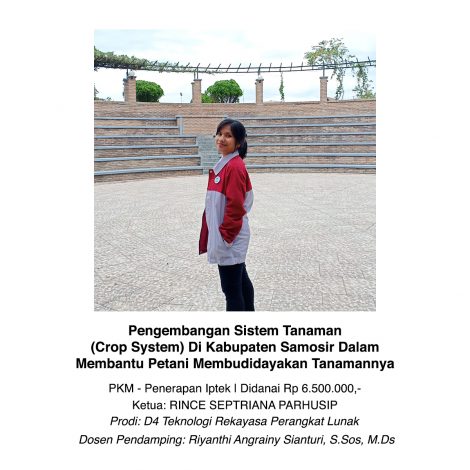 Pengembangan Sistem Tanaman
(Crop System) Di Kabupaten Samosir Dalam
Membantu Petani Membudidayakan Tanamannya
PKM - Penerapan Iptek | Didanai Rp 6.500.000,-
Ketua: RINCE SEPTRIANA PARHUSIP
Prodi: D4 Teknologi Rekayasa Perangkat Lunak
Dosen Pendamping: Riyanthi Angrainy Sianturi, S.Sos, M.Ds